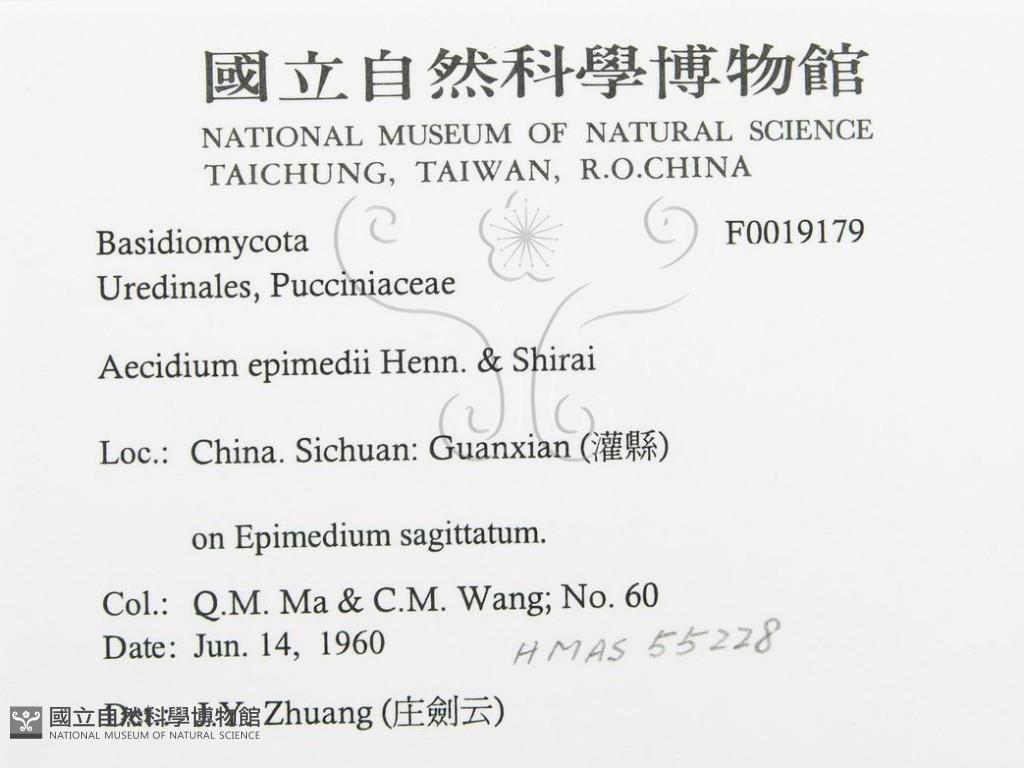 國立自然科學博物館
NATIONAL MUSEUM OF NATURAL SCIENCE
TAICHUNG, TAIWAN, R.O.CHINA
Basidiomycota F0019179
Uredinales, Pucciniaceae
Aecidium epimedii Henn. & Shirai
Loc.: China. Sichuan: Guanxian (灌縣)
on Epimedium sagittatum.
Col.: Q.M. Ma & C.M. Wang; No. 60
Date: Jun. 14, 1960 HMAS 55228
Det.: J.Y. Zhuang (庄劍云)
國立自然科學博物館
NATIONAL MUSEUM OF NATURAL SCIENCE